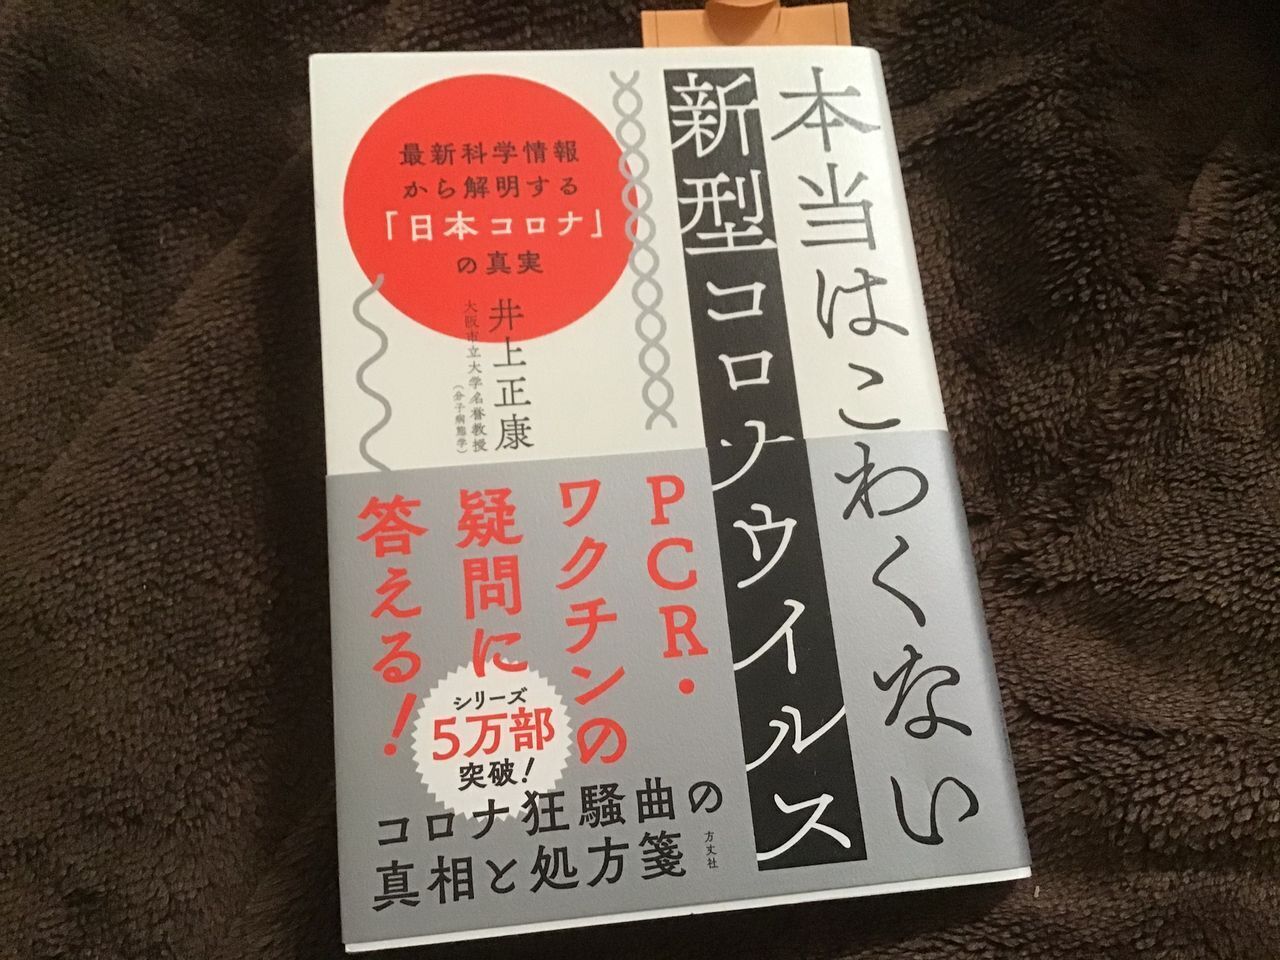 本当はこわくない
新型コロナウイルス
最新科学情報
から解明する
「日本コロナ」
の真実
井上正康
大阪市立大学名誉教授
（分子病態学）
PCR・
ワクチンの
疑問に
答える！
シリーズ
5万部
突破！
コロナ狂騒曲の
真相と処方箋
方丈社